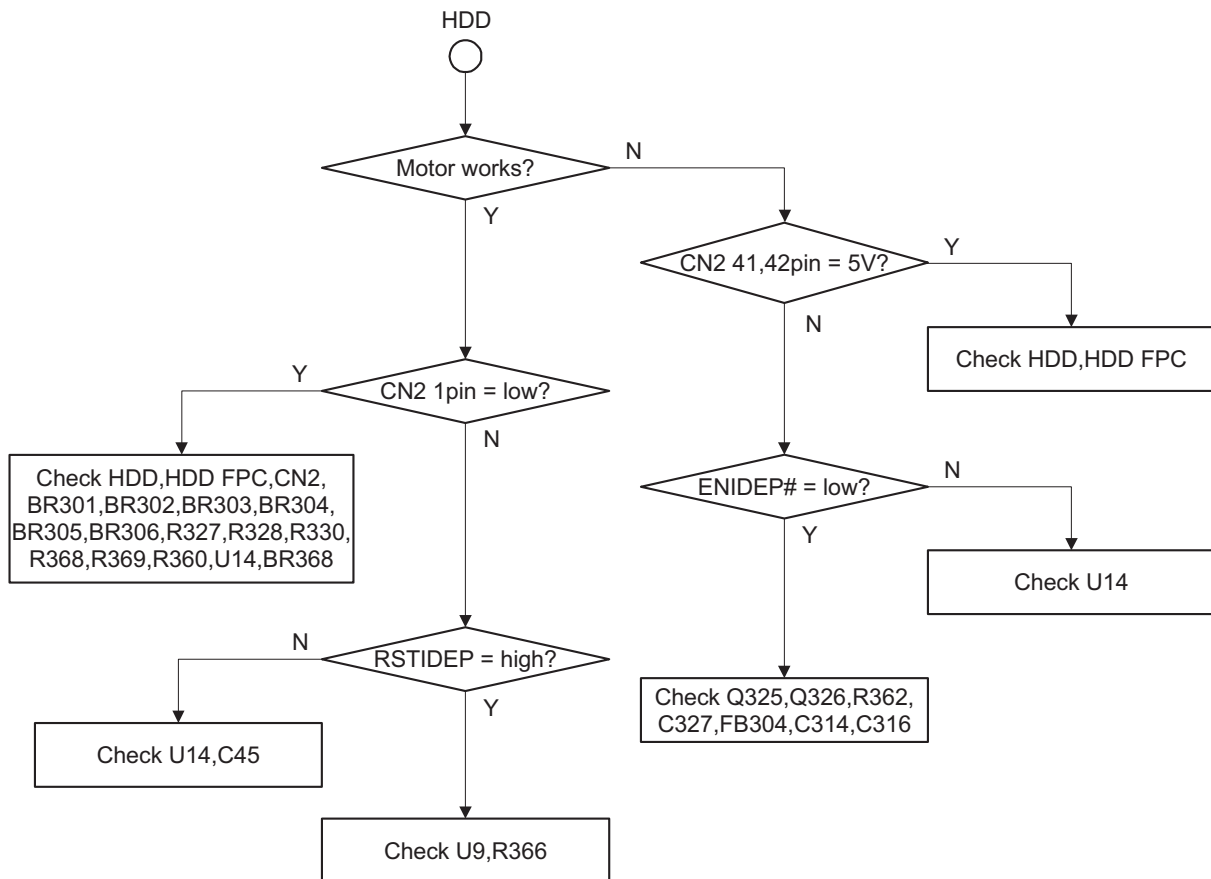 HDD
Motor works?
N
Y
CN2 41,42pin = 5V?
Y
N
Check HDD,HDD FPC
CN2 1pin = low?
Y
N
Check HDD,HDD FPC,CN2,
BR301,BR302,BR303,BR304,
BR305,BR306,R327,R328,R330,
R368,R369,R360,U14,BR368
ENIDEP# = low?
N
Y
Check U14
RSTIDEP = high?
N
Y
Check Q325,Q326,R362,
C327,FB304,C314,C316
Check U14,C45
Check U9,R366